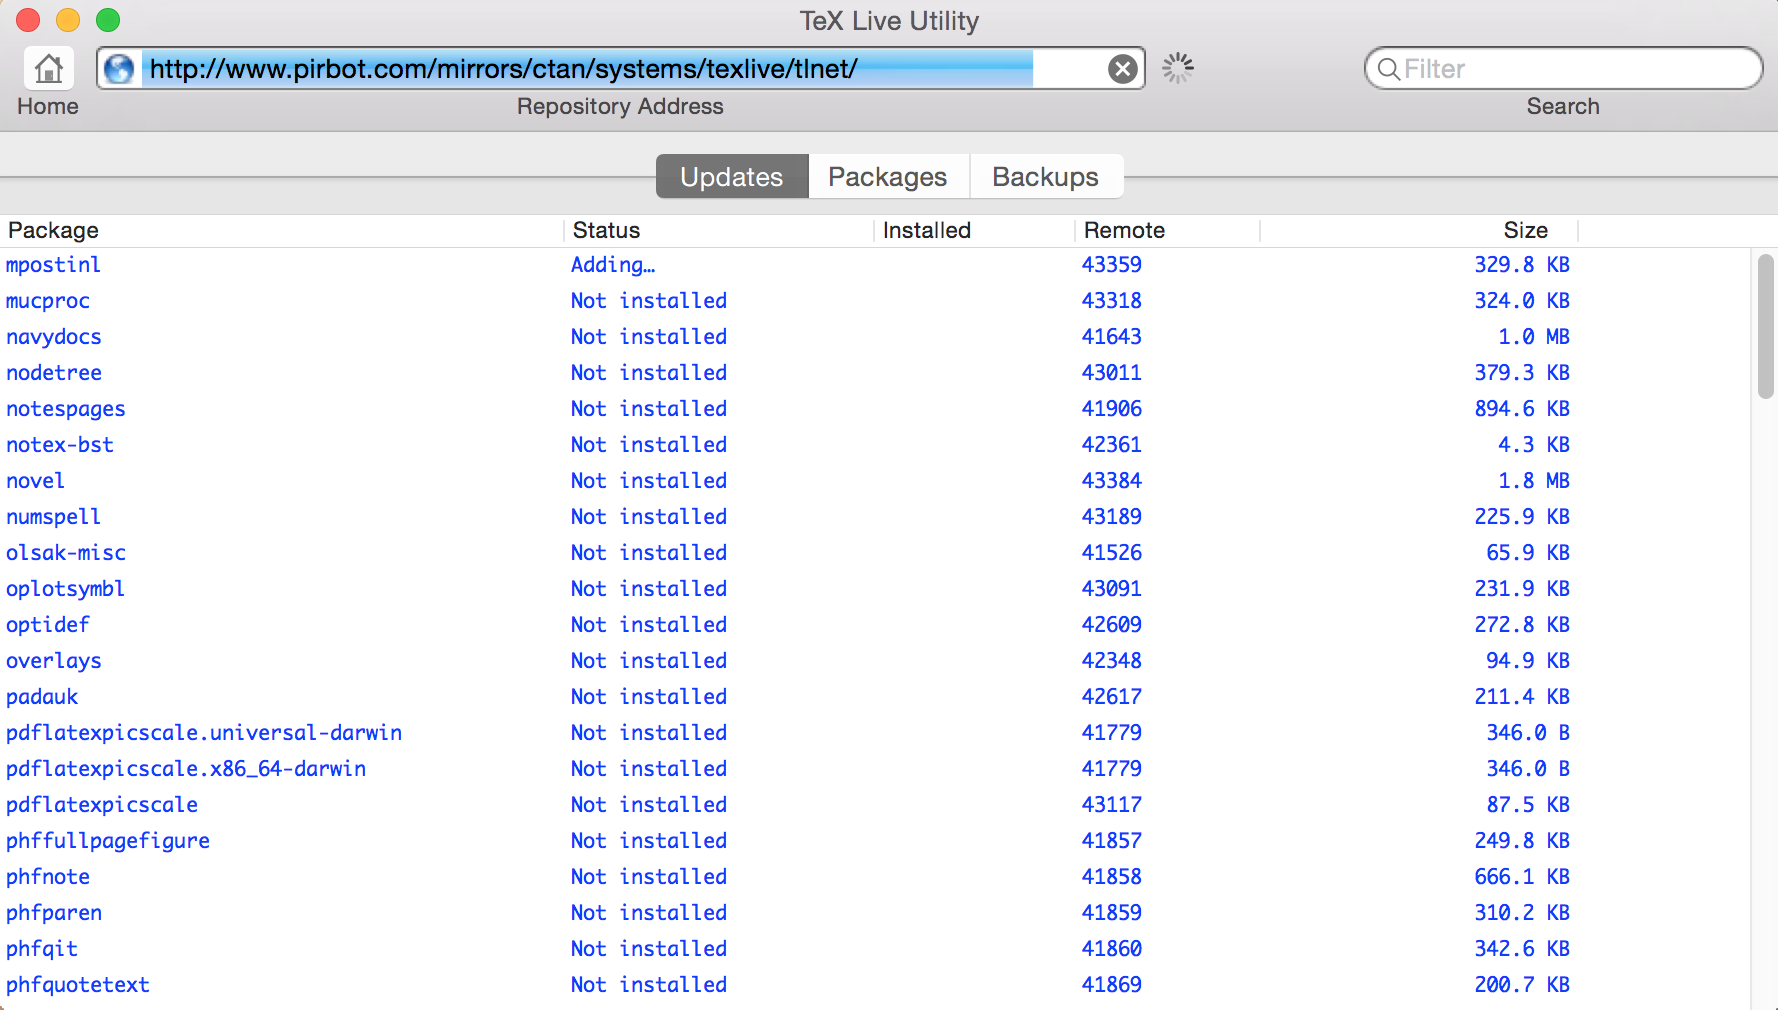 TeX Live Utility
http://www.pirbot.com/mirrors/ctan/systems/texlive/tlnet/ Filter
Home Repository Address Search
Updates Packages Backups
Package Status Installed Remote Size
mpostinl Adding… 43359 329.8 KB
mucproc Not installed 43318 324.0 KB
navydocs Not installed 41643 1.0 MB
nodetree Not installed 43011 379.3 KB
notespages Not installed 41906 894.6 KB
notex-bst Not installed 42361 4.3 KB
novel Not installed 43384 1.8 MB
numspell Not installed 43189 225.9 KB
olsak-misc Not installed 41526 65.9 KB
oplotsymbl Not installed 43091 231.9 KB
optidef Not installed 42609 272.8 KB
overlays Not installed 42348 94.9 KB
padauk Not installed 42617 211.4 KB
pdflatexpicscale.universal-darwin Not installed 41779 346.0 B
pdflatexpicscale.x86_64-darwin Not installed 41779 346.0 B
pdflatexpicscale Not installed 43117 87.5 KB
phffullpagefigure Not installed 41857 249.8 KB
phfnote Not installed 41858 666.1 KB
phfparen Not installed 41859 310.2 KB
phfqit Not installed 41860 342.6 KB
phfquotetext Not installed 41869 200.7 KB